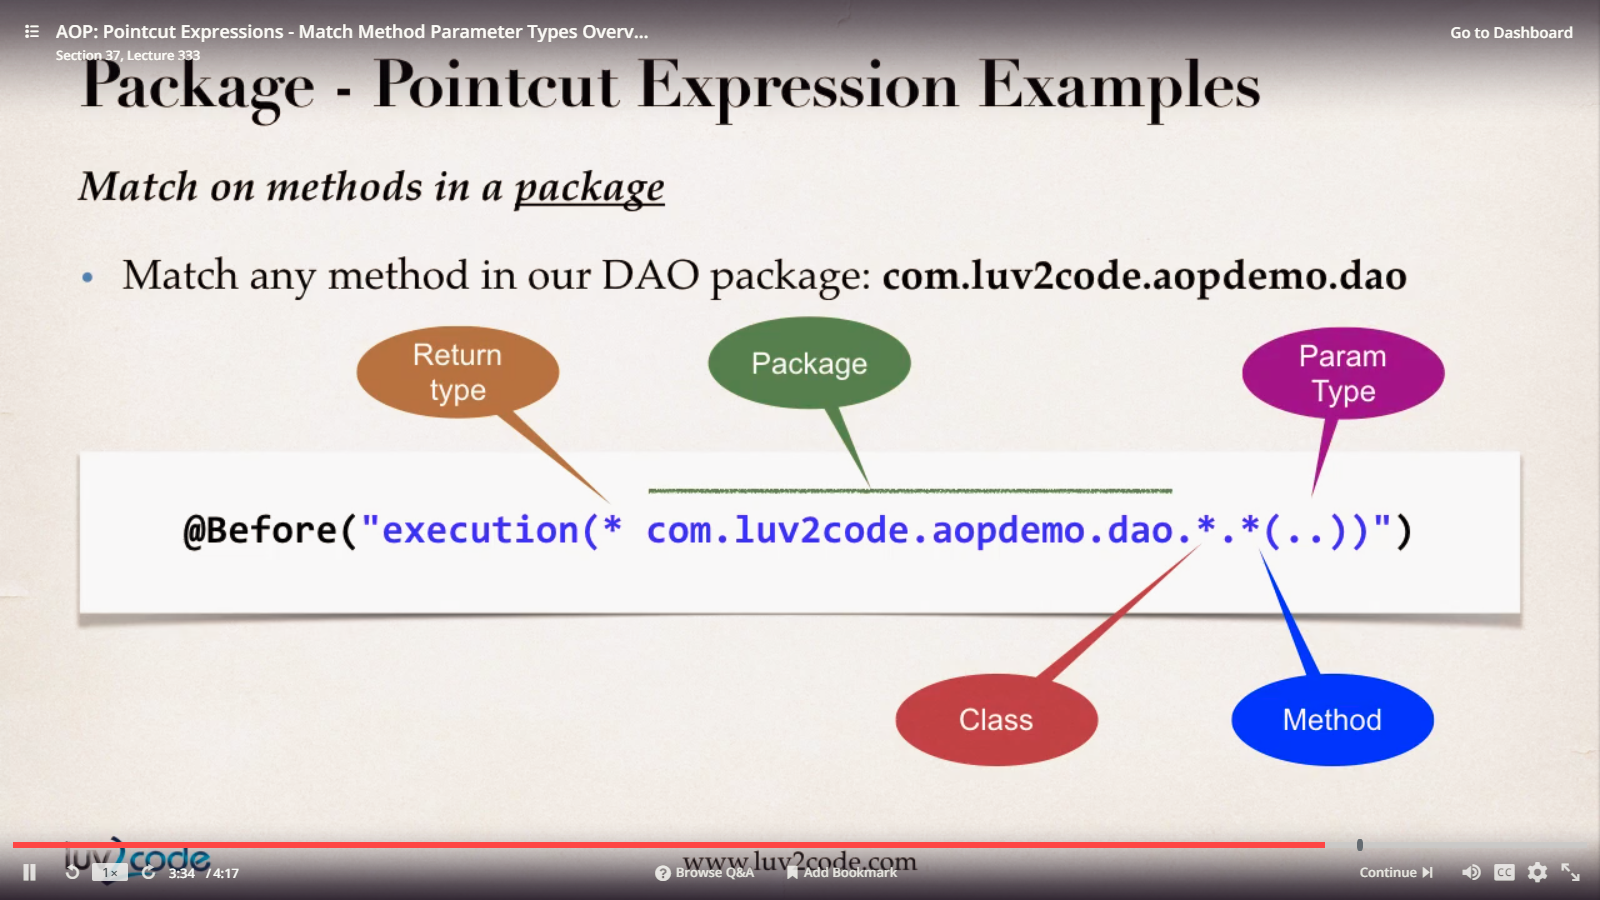 AOP: Pointcut Expressions - Match Method Parameter Types Overv...
Go to Dashboard
Section 37, Lecture 333
Package - Pointcut Expression Examples
Match on methods in a package
• Match any method in our DAO package: com.luv2code.aopdemo.dao
Return
type
Package
Param
Type
@Before("execution(* com.luv2code.aopdemo.dao.*.*(..))")
Class
Method
luv2code
www.luv2code.com
1×
3:34 / 4:17
Browse Q&A
Add Bookmark
Continue
CC